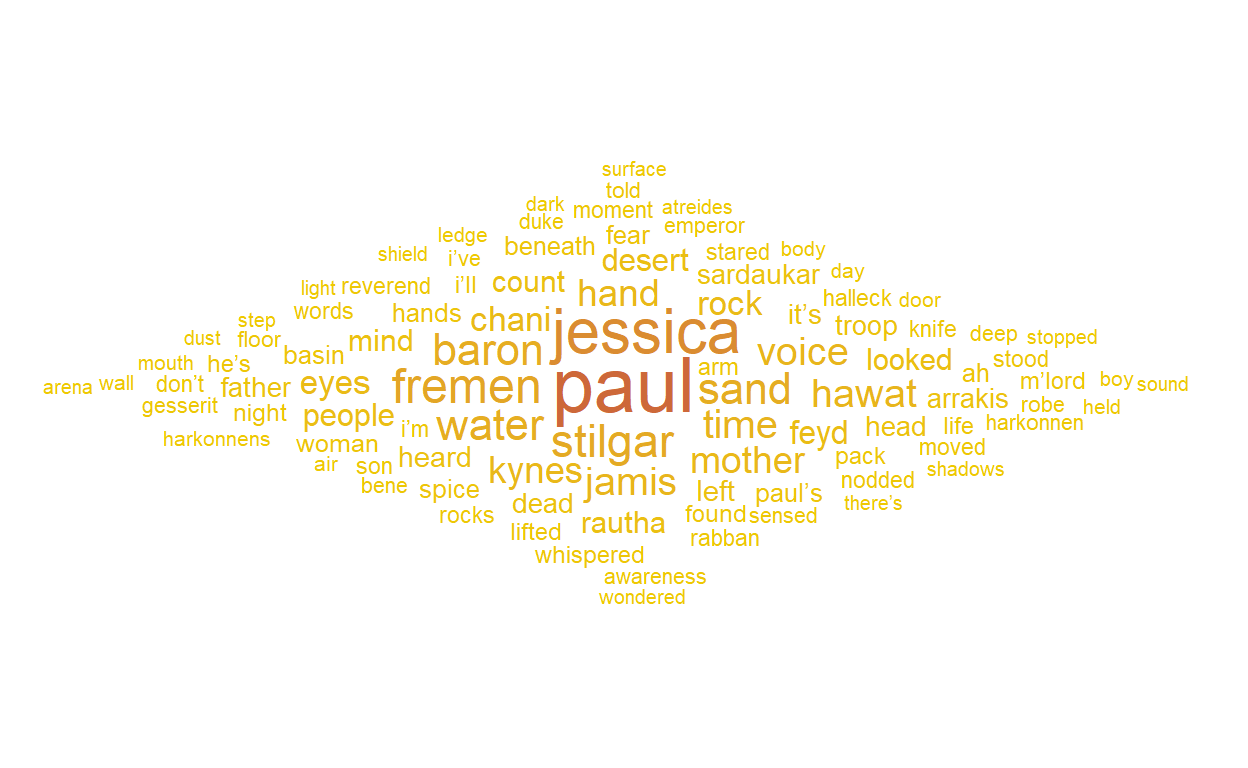 surface
told
dark moment atreides
duke emperor
ledge beneath fear
shield i’ve desert stared body
light reverend i’ll count sardaukar day
words hands hand rock it’s halleck door
step chani jessica troop knife
dust floor mind baron voice deep stopped
mouth he’s basin looked stood
arena wall don’t father eyes fremen paul arm sand hawat ah m’lord boy sound
gesserit night people water time arrakis robe held
harkonnens woman i’m stilgar feyd head life harkonnen
air son heard kynes mother pack moved
bene spice jamis left paul’s nodded shadows
rocks dead found sensed there’s
lifted rautha rabban
whispered
awareness
wondered